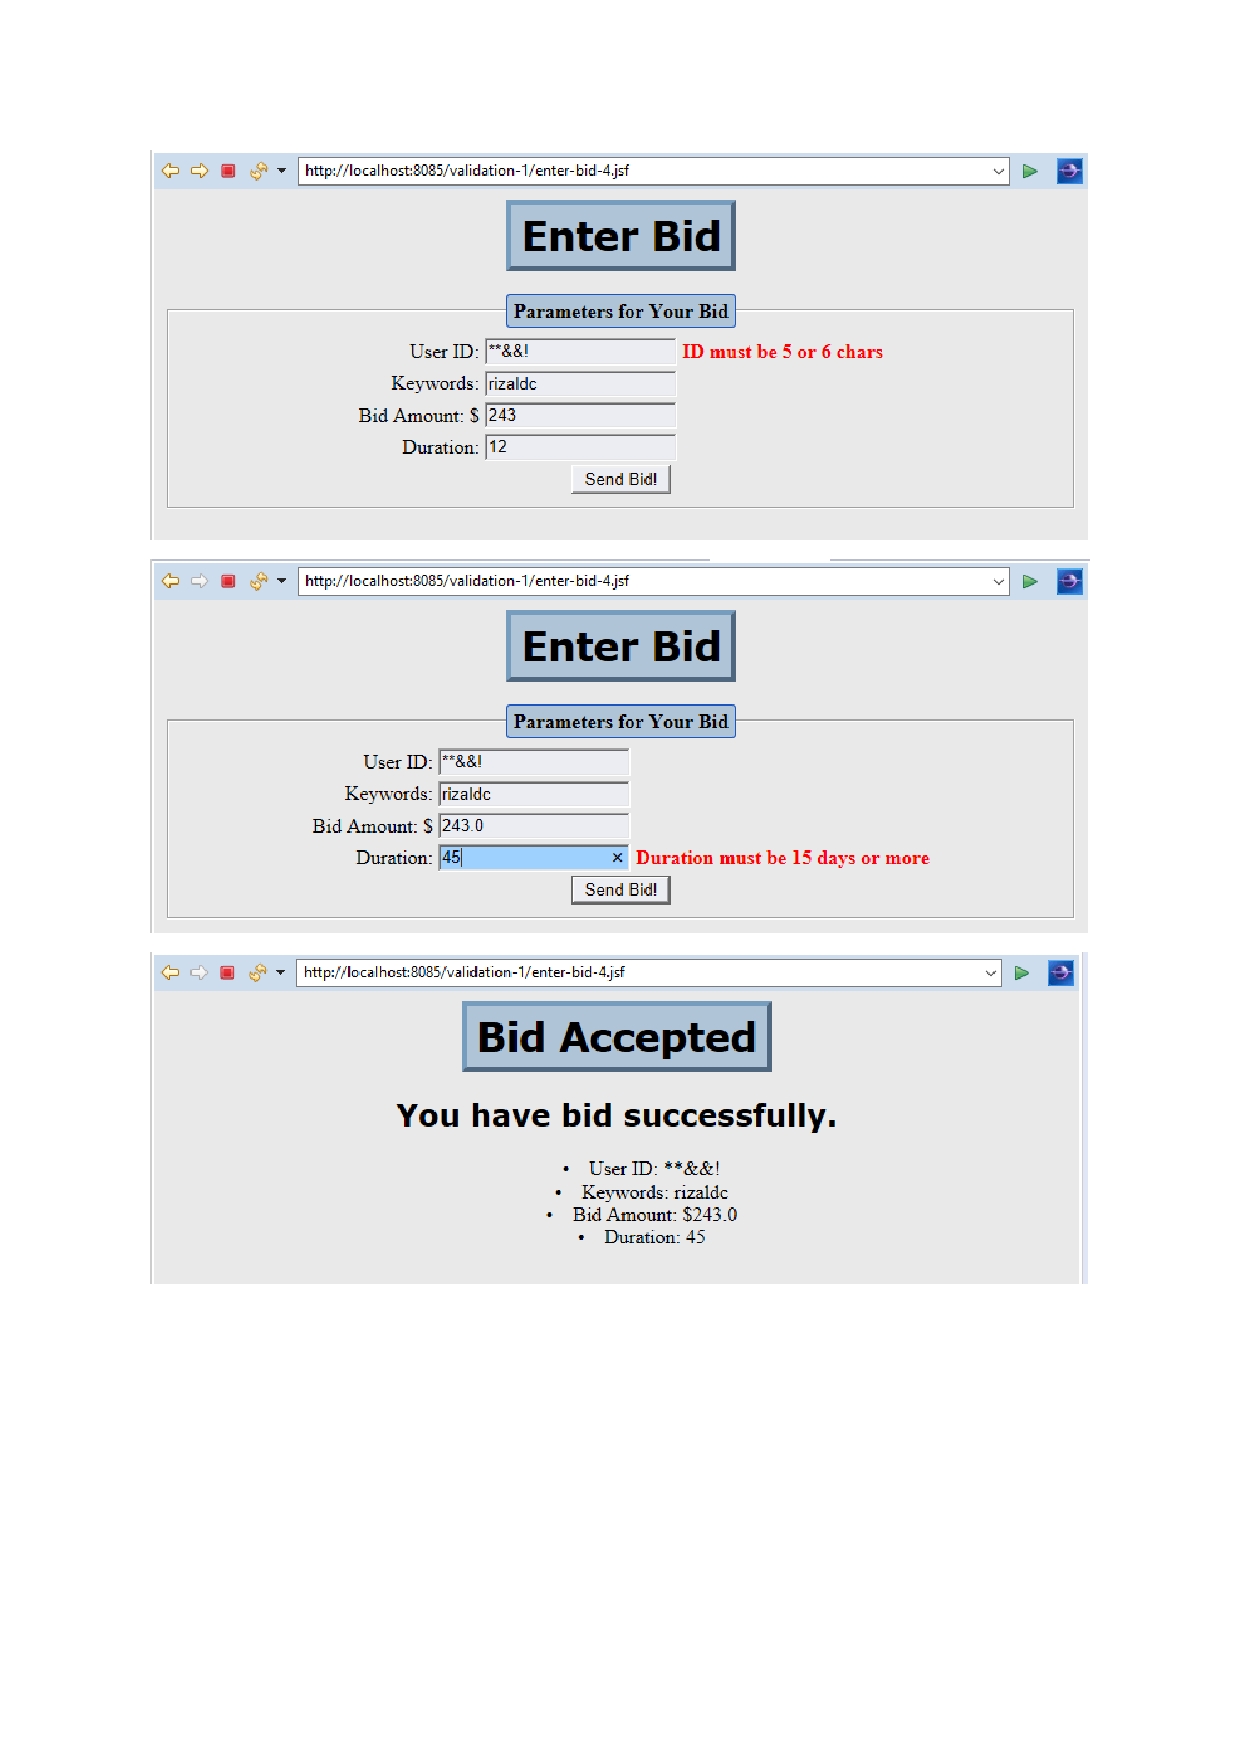 http://localhost:8085/validation-1/enter-bid-4.jsf
Enter Bid
Parameters for Your Bid
User ID: **&&! ID must be 5 or 6 chars
Keywords: rizaldc
Bid Amount: $ 243
Duration: 12
Send Bid!
http://localhost:8085/validation-1/enter-bid-4.jsf
Enter Bid
Parameters for Your Bid
User ID: **&&!
Keywords: rizaldc
Bid Amount: $ 243.0
Duration: 45 × Duration must be 15 days or more
Send Bid!
http://localhost:8085/validation-1/enter-bid-4.jsf
Bid Accepted
You have bid successfully.
• User ID: **&&!
• Keywords: rizaldc
• Bid Amount: $243.0
• Duration: 45